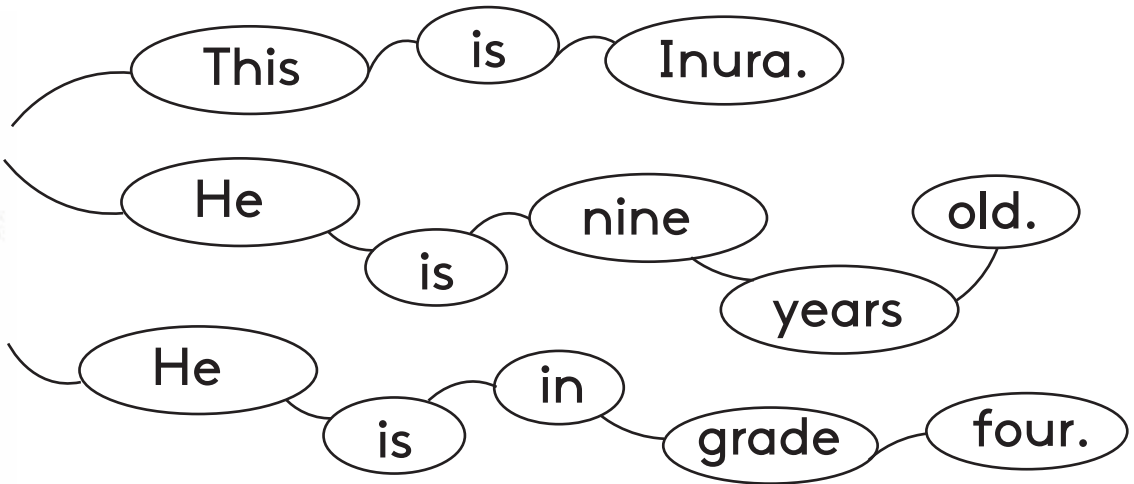 This is Inura.
He is nine years old.
He is in grade four.